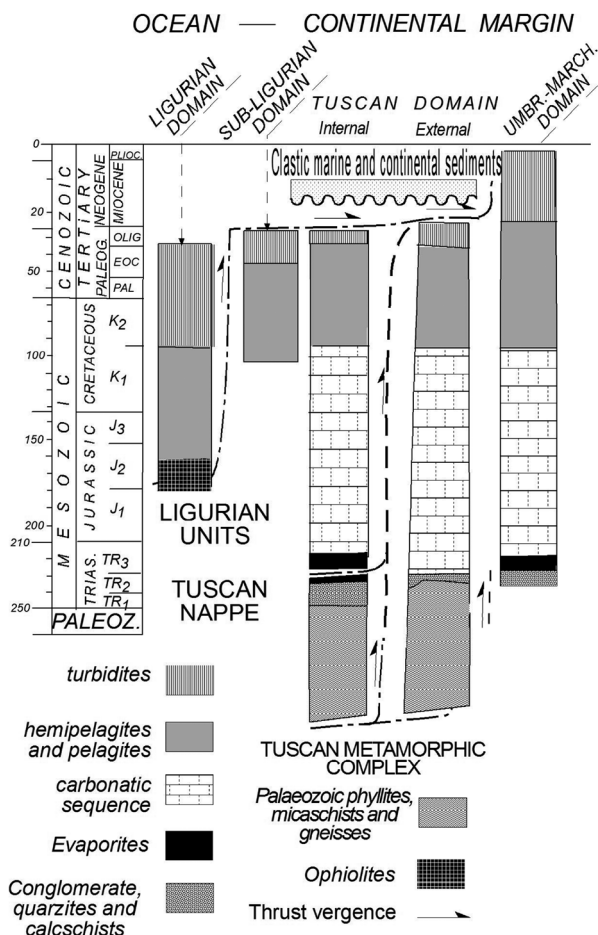 OCEAN — CONTINENTAL MARGIN
LIGURIAN
DOMAIN
SUB-LIGURIAN
DOMAIN
TUSCAN DOMAIN
Internal External
UMBR.-MARCH.
DOMAIN
Clastic marine and continental sediments
0
20
50
100
150
200
210
250
CENOZOIC
MESOZOIC
PALEOZ.
TERTIARY
NEOGENE
PALEOG.
CRETACEOUS
JURASSIC
TRIAS.
PLIOC.
MIOCENE
OLIG
EOC
PAL
K2
K1
J3
J2
J1
TR3
TR2
TR1
LIGURIAN
UNITS
TUSCAN
NAPPE
TUSCAN METAMORPHIC
COMPLEX
turbidites
hemipelagites
and pelagites
carbonatic
sequence
Evaporites
Conglomerate,
quarzites and
calcschists
Palaeozoic phyllites,
micaschists and
gneisses
Ophiolites
Thrust vergence